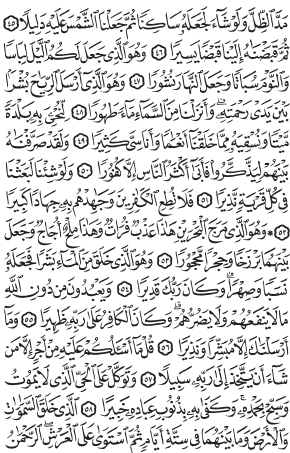 مَدَّ ٱلظِّلَّ وَلَوْ شَآءَ لَجَعَلَهُۥ سَاكِنًا ثُمَّ جَعَلْنَا ٱلشَّمْسَ عَلَيْهِ دَلِيلًا ٤٥
ثُمَّ قَبَضْنَٰهُ إِلَيْنَا قَبْضًا يَسِيرًا ٤٦ وَهُوَ ٱلَّذِى جَعَلَ لَكُمُ ٱلَّيْلَ لِبَاسًا
وَٱلنَّوْمَ سُبَاتًا وَجَعَلَ ٱلنَّهَارَ نُشُورًا ٤٧ وَهُوَ ٱلَّذِىٓ أَرْسَلَ ٱلرِّيَٰحَ بُشْرًۢا
بَيْنَ يَدَىْ رَحْمَتِهِۦ وَأَنزَلْنَا مِنَ ٱلسَّمَآءِ مَآءً طَهُورًا ٤٨ لِّنُحْـِۧىَ بِهِۦ بَلْدَةً
مَّيْتًا وَنُسْقِيَهُۥ مِمَّا خَلَقْنَآ أَنْعَٰمًا وَأَنَاسِىَّ كَثِيرًا ٤٩ وَلَقَدْ صَرَّفْنَٰهُ
بَيْنَهُمْ لِيَذَّكَّرُوا۟ فَأَبَىٰٓ أَكْثَرُ ٱلنَّاسِ إِلَّا كُفُورًا ٥٠ وَلَوْ شِئْنَا لَبَعَثْنَا
فِى كُلِّ قَرْيَةٍ نَّذِيرًا ٥١ فَلَا تُطِعِ ٱلْكَٰفِرِينَ وَجَٰهِدْهُم بِهِۦ جِهَادًا كَبِيرًا
٥٢ ۞ وَهُوَ ٱلَّذِى مَرَجَ ٱلْبَحْرَيْنِ هَٰذَا عَذْبٌ فُرَاتٌ وَهَٰذَا مِلْحٌ أُجَاجٌ وَجَعَلَ
بَيْنَهُمَا بَرْزَخًا وَحِجْرًا مَّحْجُورًا ٥٣ وَهُوَ ٱلَّذِى خَلَقَ مِنَ ٱلْمَآءِ بَشَرًا فَجَعَلَهُۥ
نَسَبًا وَصِهْرًا وَكَانَ رَبُّكَ قَدِيرًا ٥٤ وَيَعْبُدُونَ مِن دُونِ ٱللَّهِ
مَا لَا يَنفَعُهُمْ وَلَا يَضُرُّهُمْ وَكَانَ ٱلْكَافِرُ عَلَىٰ رَبِّهِۦ ظَهِيرًا ٥٥ وَمَآ
أَرْسَلْنَٰكَ إِلَّا مُبَشِّرًا وَنَذِيرًا ٥٦ قُلْ مَآ أَسْـَٔلُكُمْ عَلَيْهِ مِنْ أَجْرٍ إِلَّا مَن
شَآءَ أَن يَتَّخِذَ إِلَىٰ رَبِّهِۦ سَبِيلًا ٥٧ وَتَوَكَّلْ عَلَى ٱلْحَىِّ ٱلَّذِى لَا يَمُوتُ
وَسَبِّحْ بِحَمْدِهِۦ وَكَفَىٰ بِهِۦ بِذُنُوبِ عِبَادِهِۦ خَبِيرًا ٥٨ ٱلَّذِى خَلَقَ ٱلسَّمَٰوَٰتِ
وَٱلْأَرْضَ وَمَا بَيْنَهُمَا فِى سِتَّةِ أَيَّامٍ ثُمَّ ٱسْتَوَىٰ عَلَى ٱلْعَرْشِ ٱلرَّحْمَٰنُ